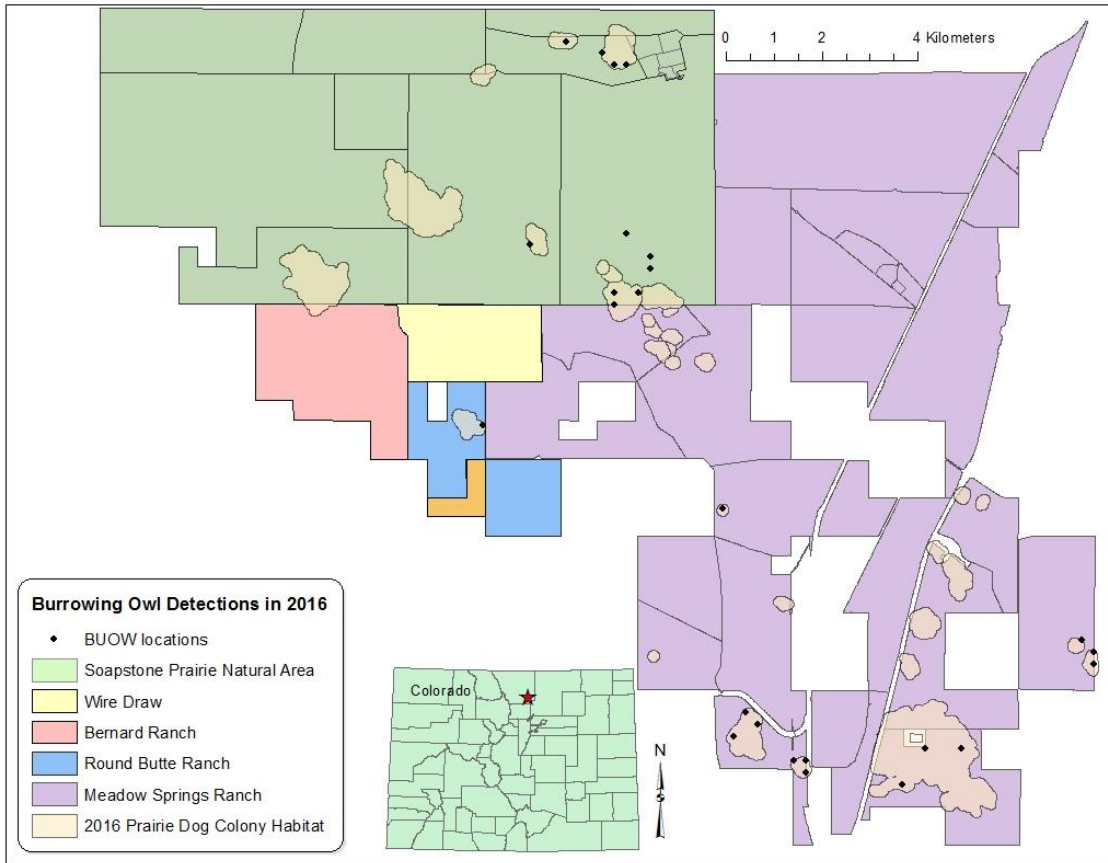 0 1 2 4 Kilometers
Burrowing Owl Detections in 2016
BUOW locations
Soapstone Prairie Natural Area
Wire Draw
Bernard Ranch
Round Butte Ranch
Meadow Springs Ranch
2016 Prairie Dog Colony Habitat
Colorado
N